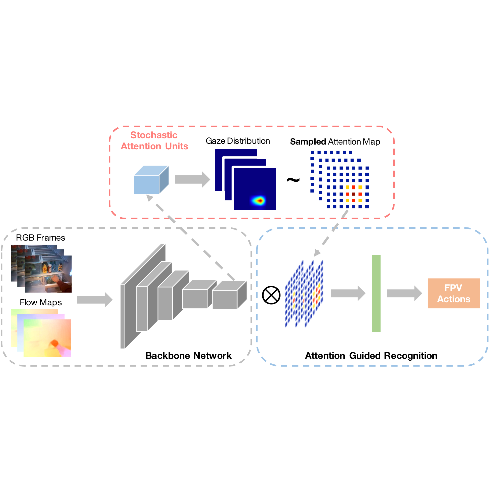 Stochastic
Attention Units
Gaze Distribution
Sampled Attention Map
~
RGB Frames
Flow Maps
Backbone Network
Attention Guided Recognition
FPV
Actions